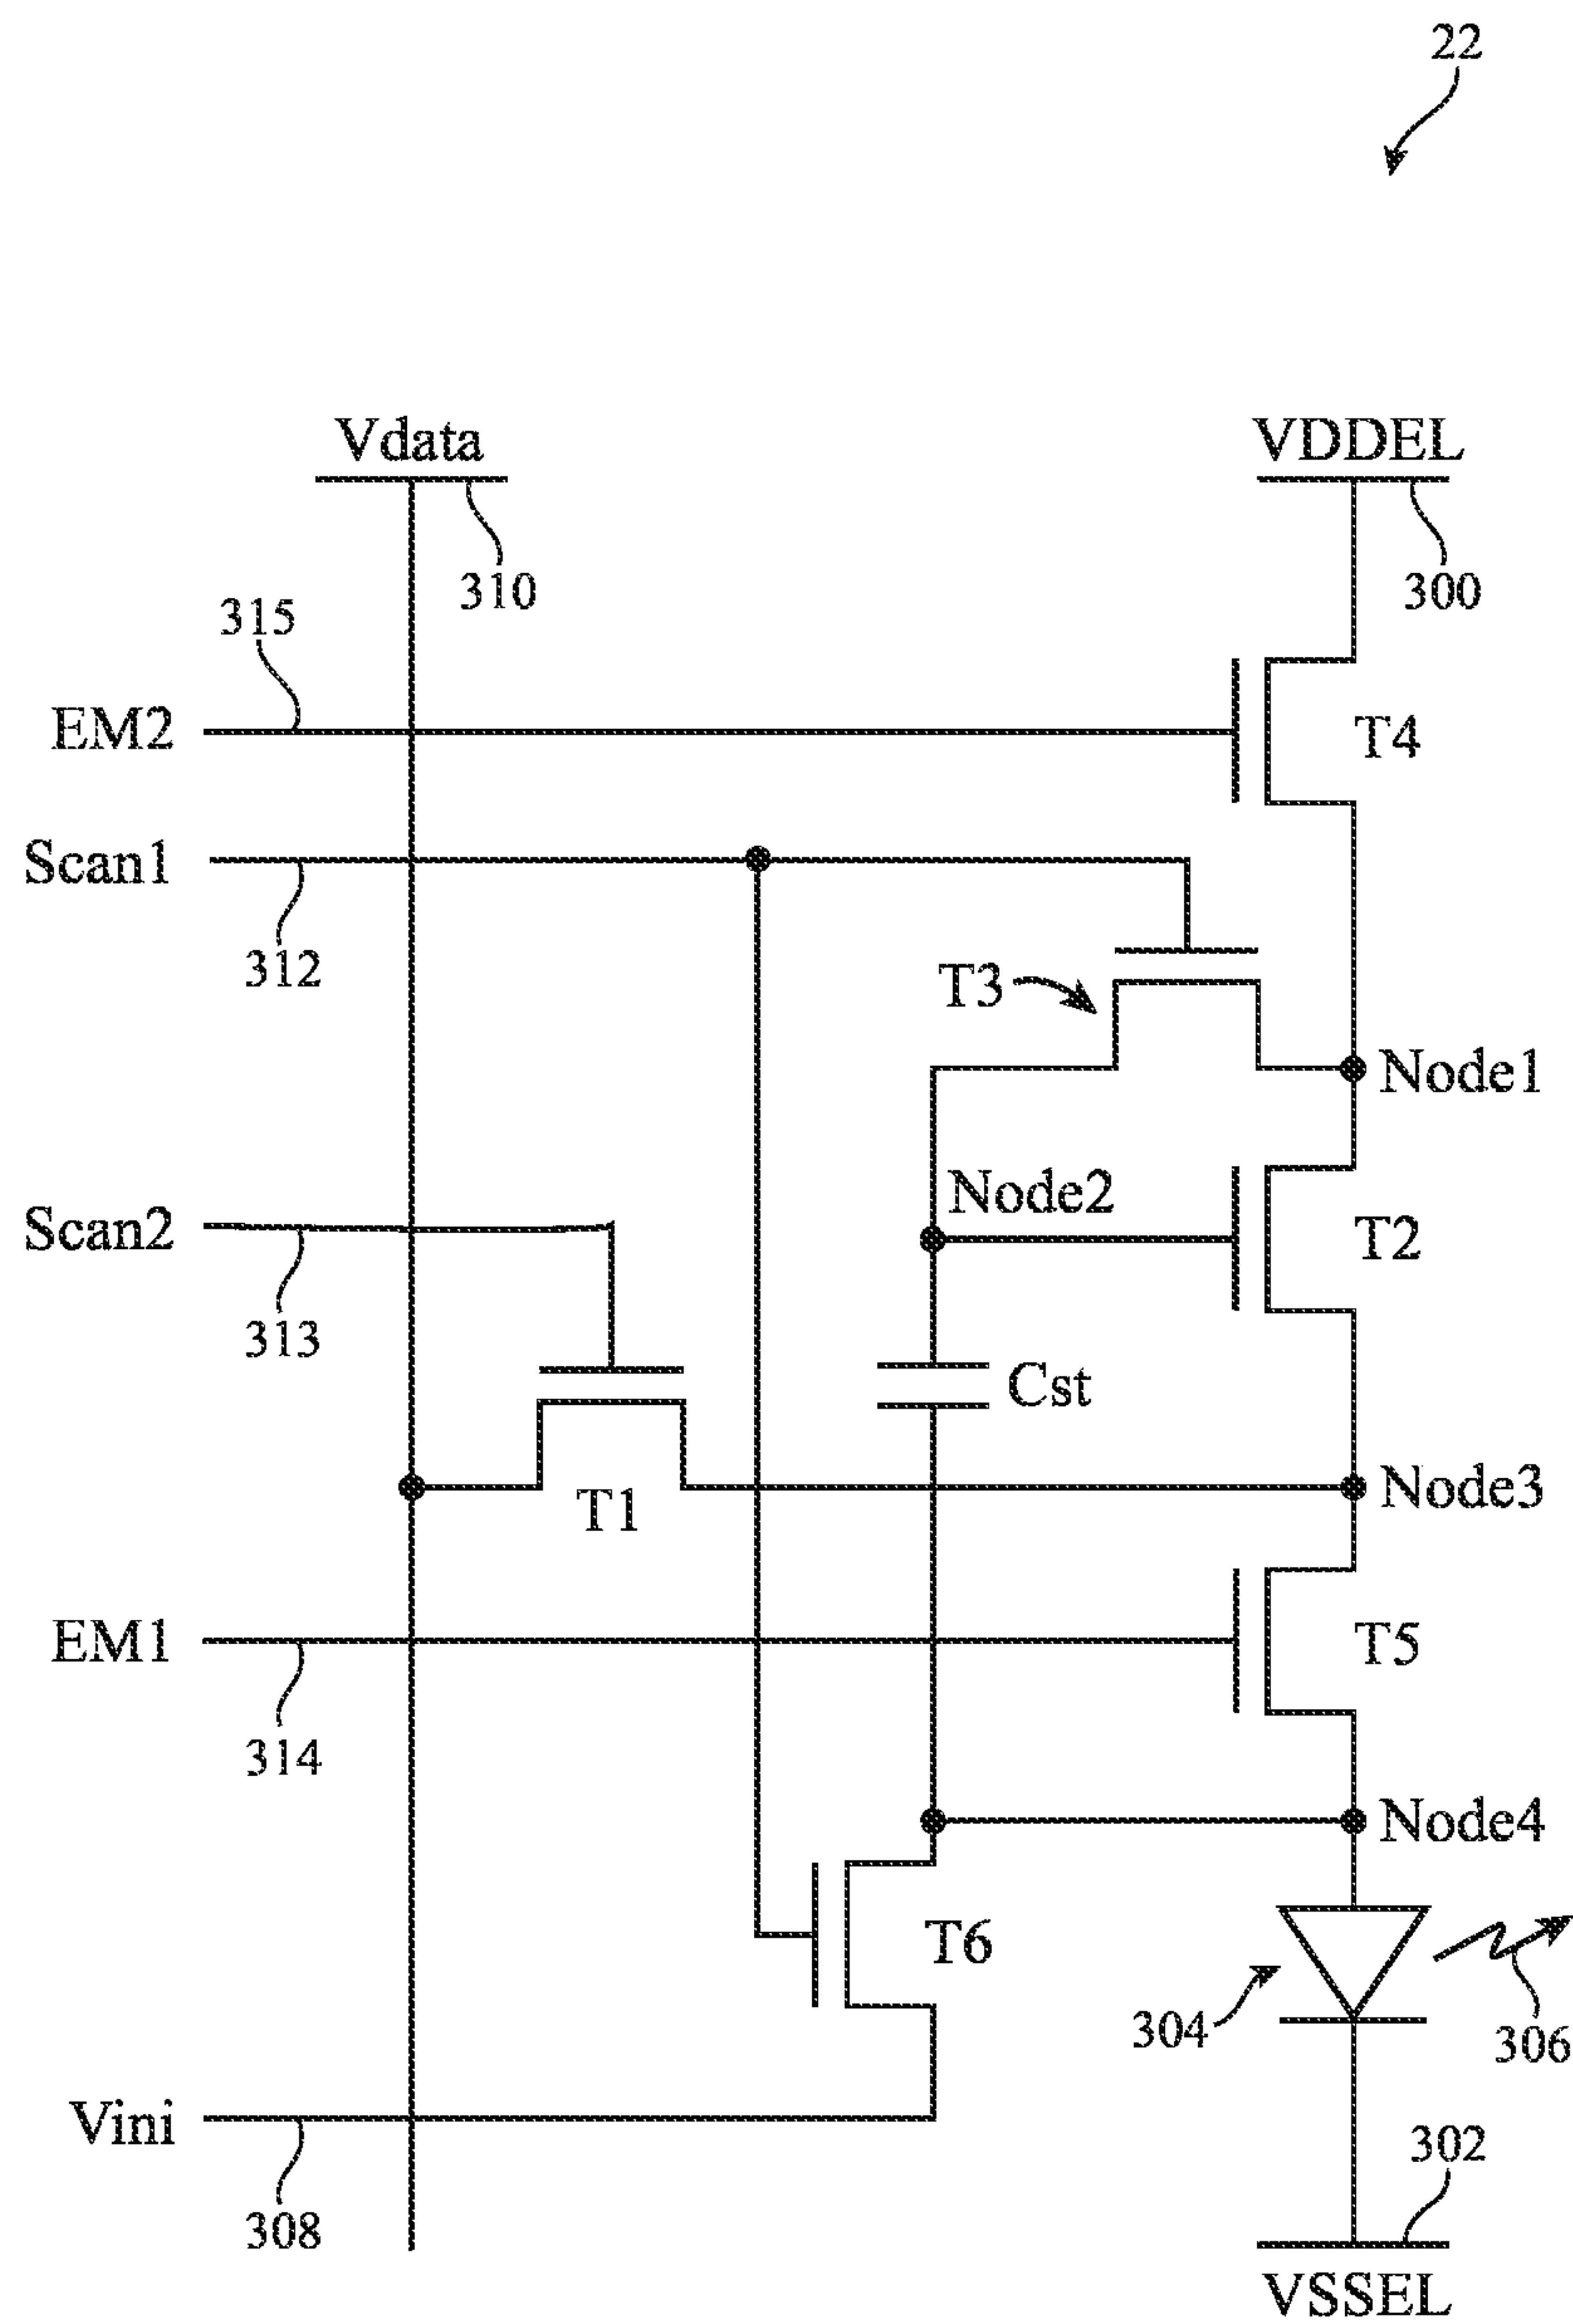 22
Vdata
VDDEL
310
300
315
EM2
T4
Scan1
312
T3
Node1
Node2
Scan2
T2
313
Cst
T1
Node3
EM1
T5
314
Node4
T6
304
306
Vini
302
308
VSSEL